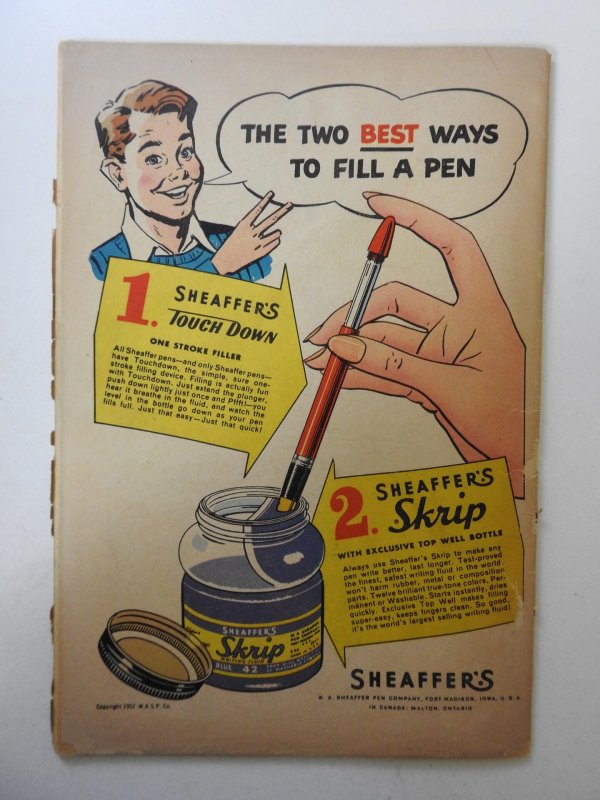 THE TWO BEST WAYS
TO FILL A PEN
1.
SHEAFFER'S
TOUCH DOWN
ONE STROKE FILLER
All Sheaffer pens—and only Sheaffer pens—
have Touchdown, the simple, sure one-
stroke filling device. Filling is actually fun
with Touchdown. Just extend the plunger,
push down lightly just once and Pfft!—you
hear it breathe in the fluid, and watch the
level in the bottle go down as your pen
fills full. Just that easy—Just that quick!
2.
SHEAFFER'S
Skrip
WITH EXCLUSIVE TOP WELL BOTTLE
Always use Sheaffer's Skrip to make any
pen write better, last longer. Test-proved
the finest, safest writing fluid in the world.
won't harm rubber, metal or composition
parts. Twelve brilliant true-tone colors, Per-
manent or Washable. Starts instantly, dries
quickly. Exclusive Top Well makes filling
super-easy, keeps fingers clean. So good,
it's the world's largest selling writing fluid!
SHEAFFER'S
Skrip
WRITING FLUID
BLUE 42
SHEAFFER'S
W. A. SHEAFFER PEN COMPANY, FORT MADISON, IOWA, U. S. A.
IN CANADA: MALTON, ONTARIO
Copyright 1952 W. A. S. P. Co.